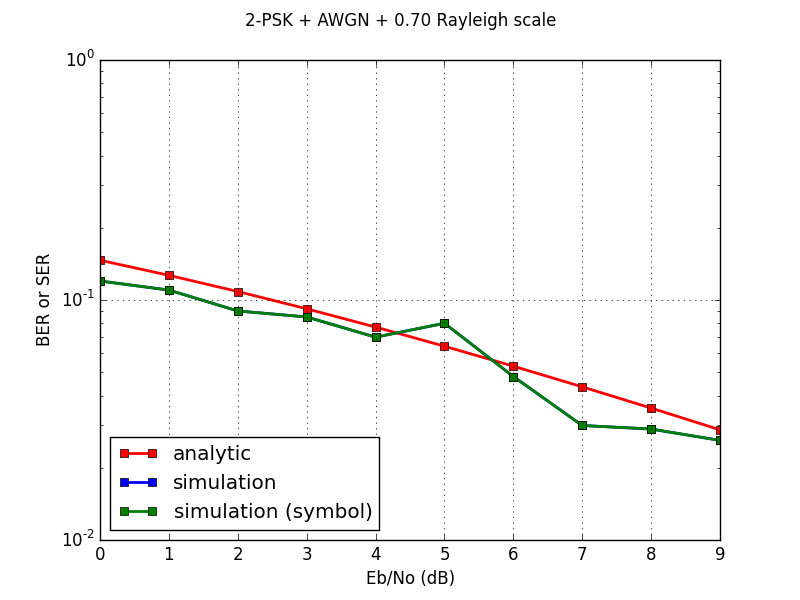 2-PSK + AWGN + 0.70 Rayleigh scale
10^0
10^-1
10^-2
BER or SER
analytic
simulation
simulation (symbol)
0 1 2 3 4 5 6 7 8 9
Eb/No (dB)